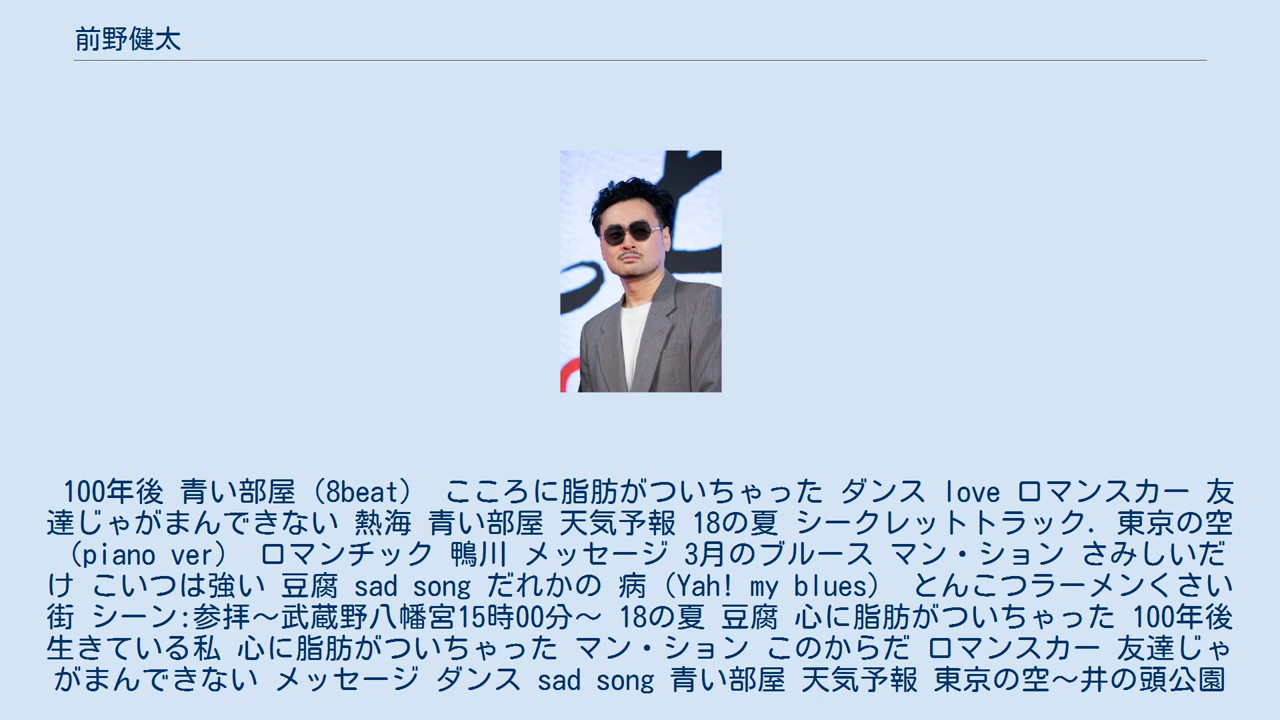 前野健太
100年後 青い部屋（8beat） こころに脂肪がついちゃった ダンス love ロマンスカー 友
達じゃがまんできない 熱海 青い部屋 天気予報 18の夏 シークレットトラック. 東京の空
（piano ver） ロマンチック 鴨川 メッセージ 3月のブルース マン・ション さみしいだ
け こいつは強い 豆腐 sad song だれかの 病（Yah! my blues） とんこつラーメンくさい
街 シーン:参拝～武蔵野八幡宮15時00分～ 18の夏 豆腐 心に脂肪がついちゃった 100年後
生きている私 心に脂肪がついちゃった マン・ション このからだ ロマンスカー 友達じゃ
がまんできない メッセージ ダンス sad song 青い部屋 天気予報 東京の空～井の頭公園